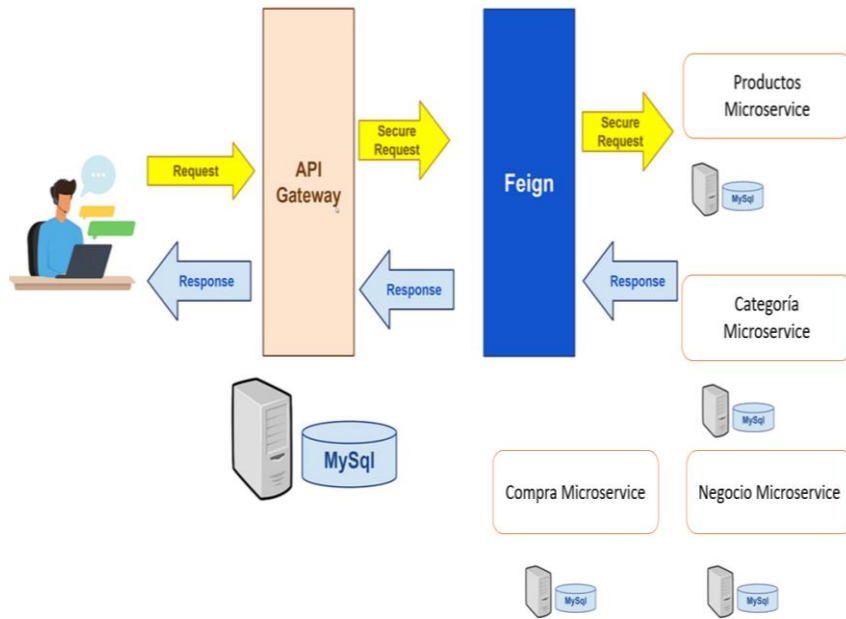 Productos
Microservice
Request
API
Gateway
Secure
Request
Feign
Secure
Request
MySql
Response
Response
Response
Categoría
Microservice
MySql
MySql
Compra Microservice
Negocio Microservice
MySql
MySql